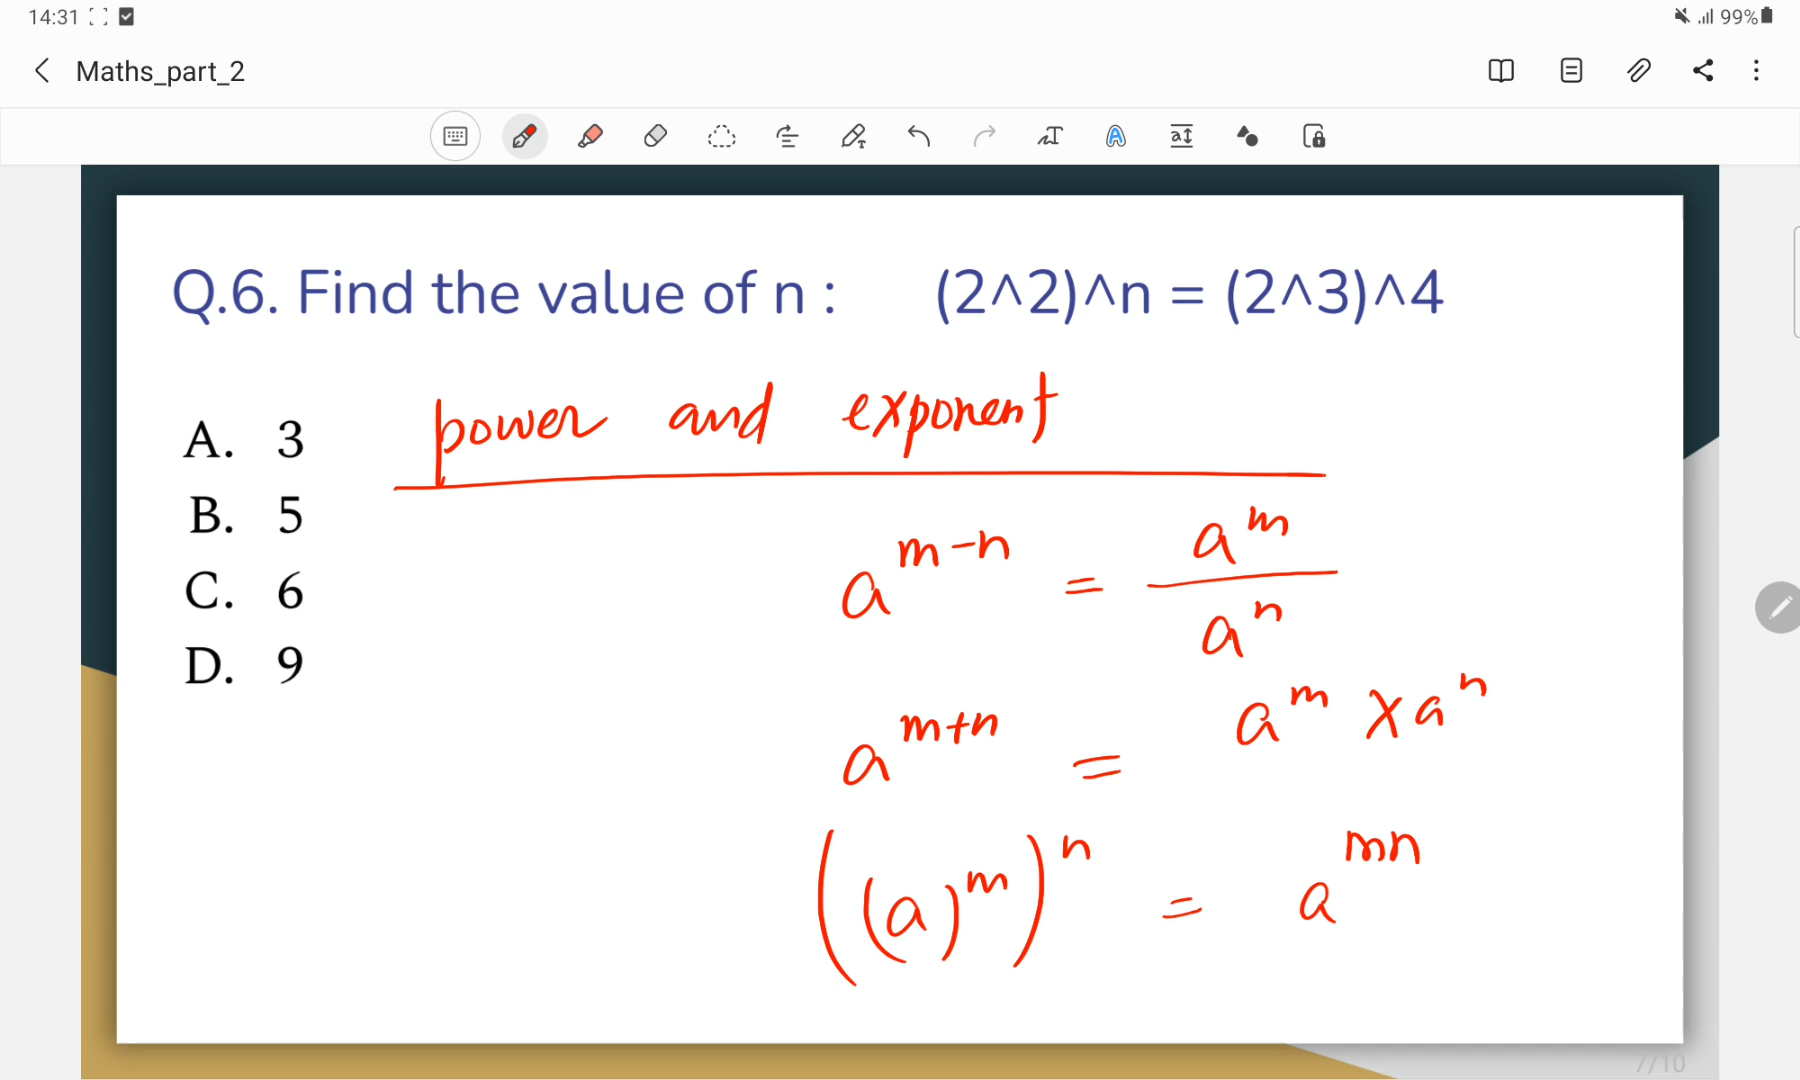 14:31 99%
Maths_part_2
Q.6. Find the value of n : (2^2)^n = (2^3)^4
power and exponent
A. 3
B. 5
C. 6
D. 9
a^{m-n} = \frac{a^m}{a^n}
a^{m+n} = a^m × a^n
((a)^m)^n = a^{mn}
7/10